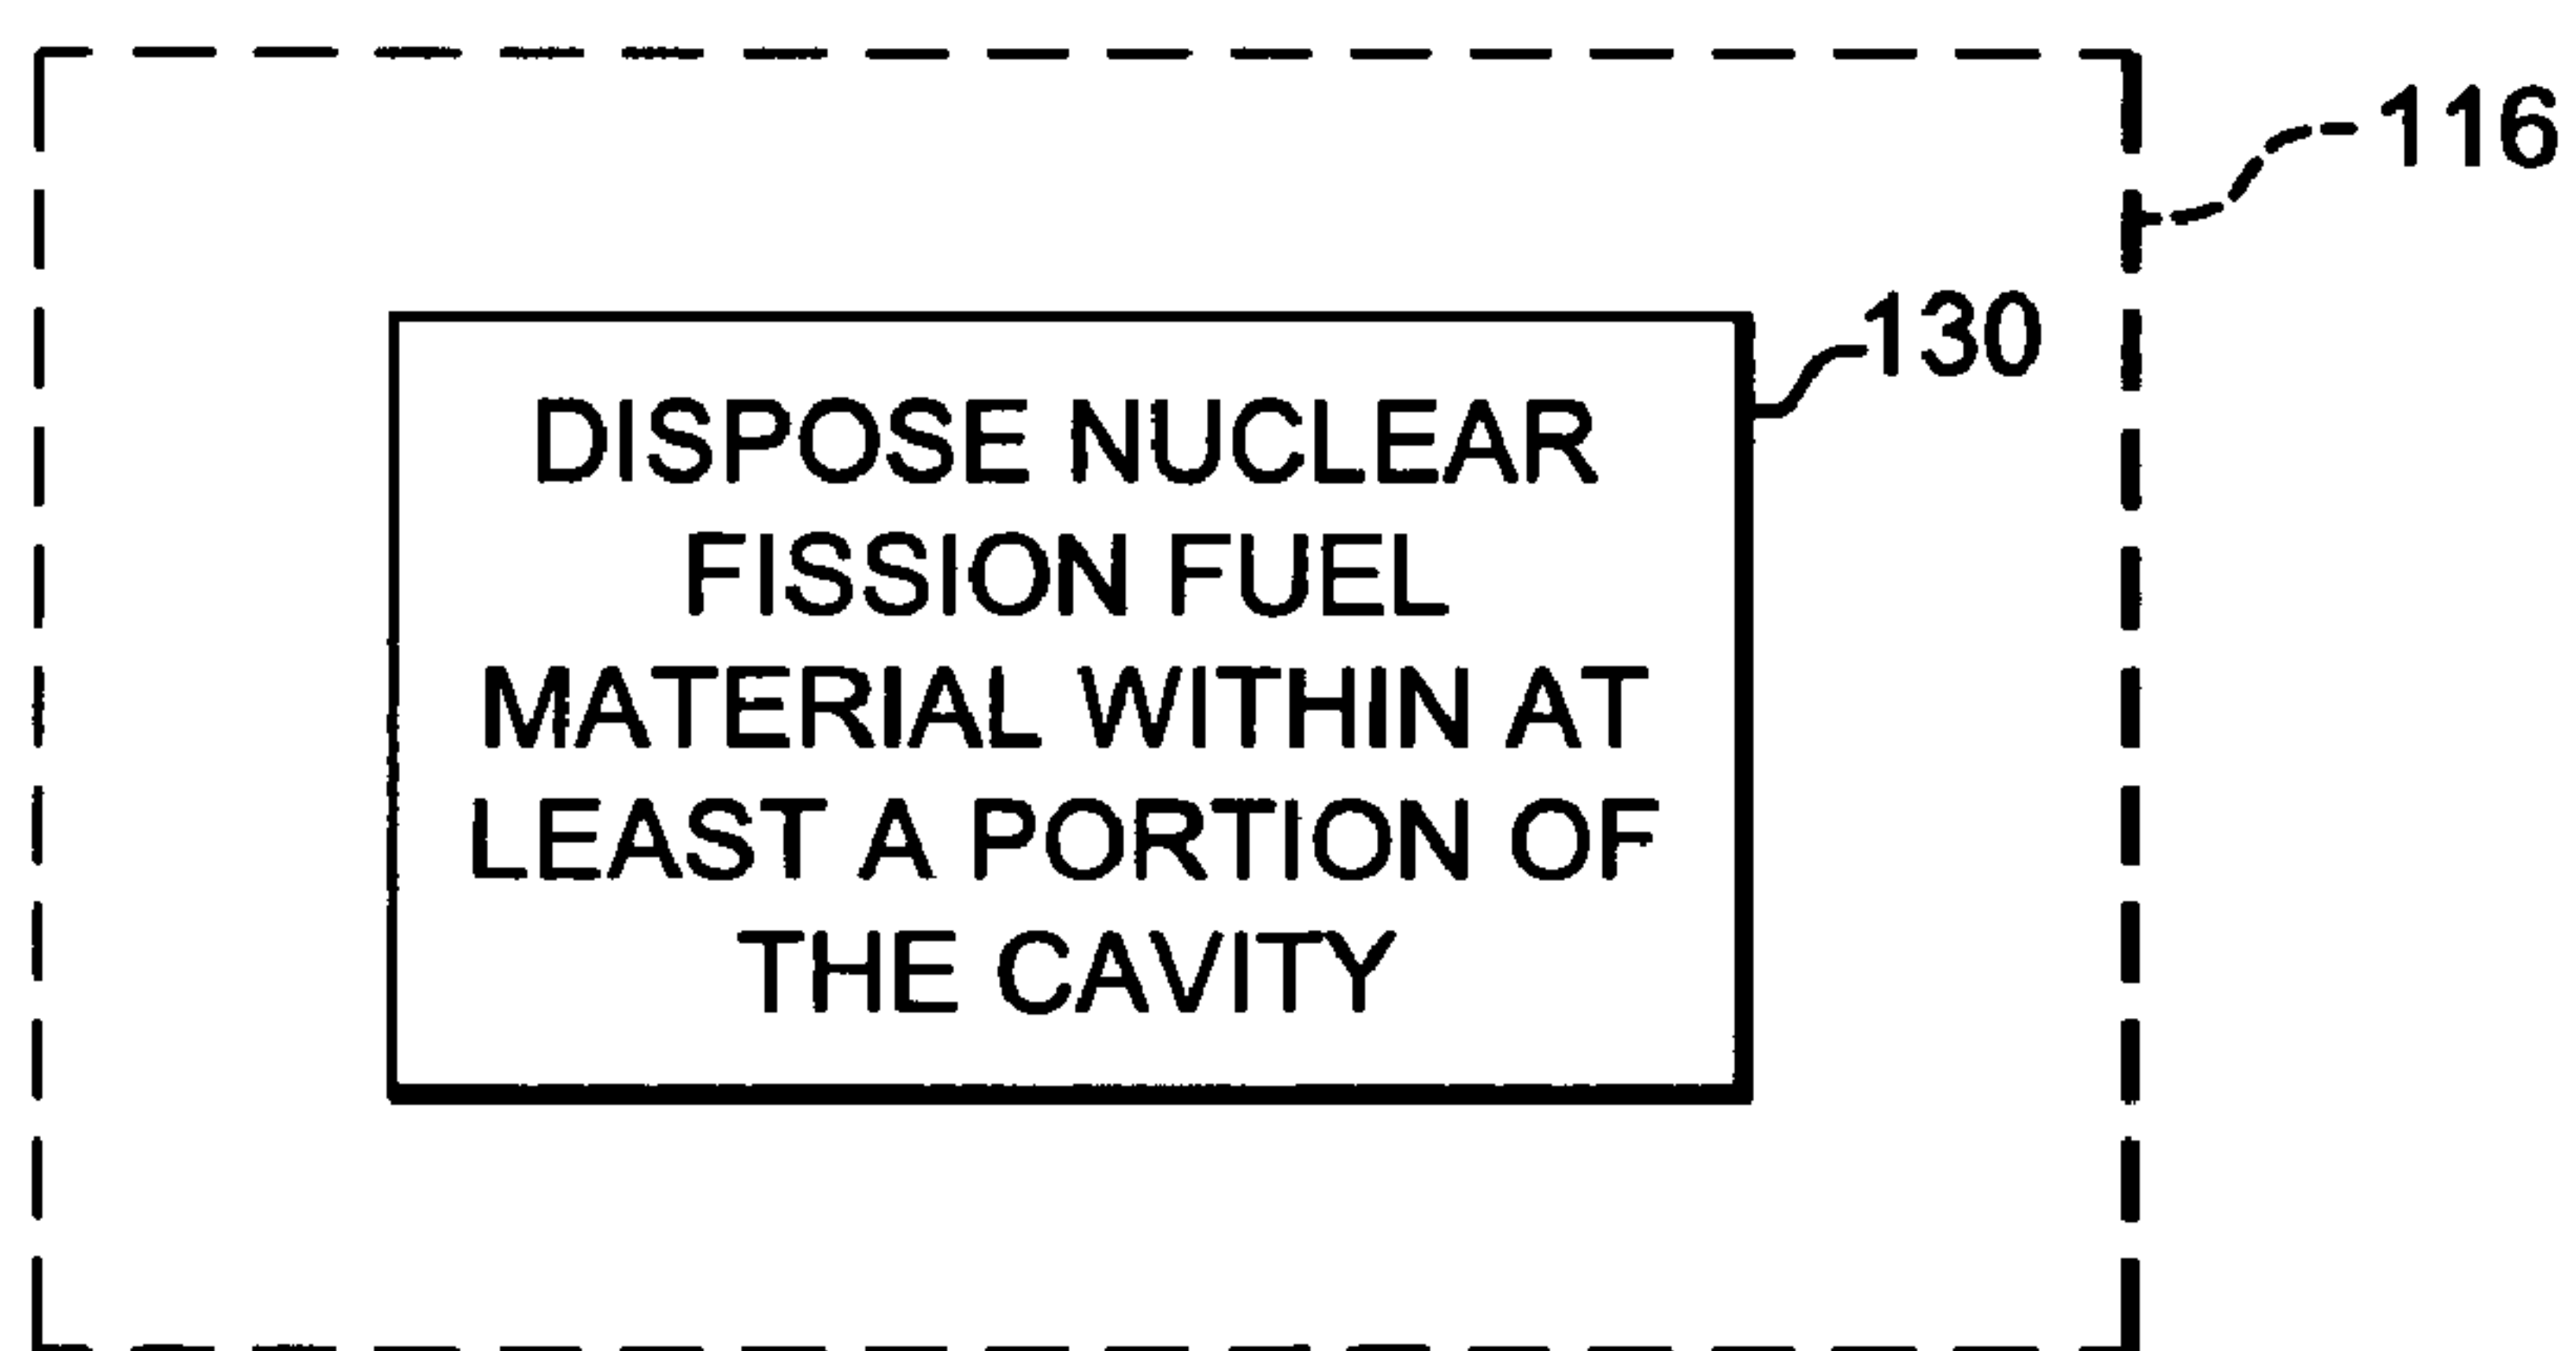 116
130
DISPOSE NUCLEAR
FISSION FUEL
MATERIAL WITHIN AT
LEAST A PORTION OF
THE CAVITY